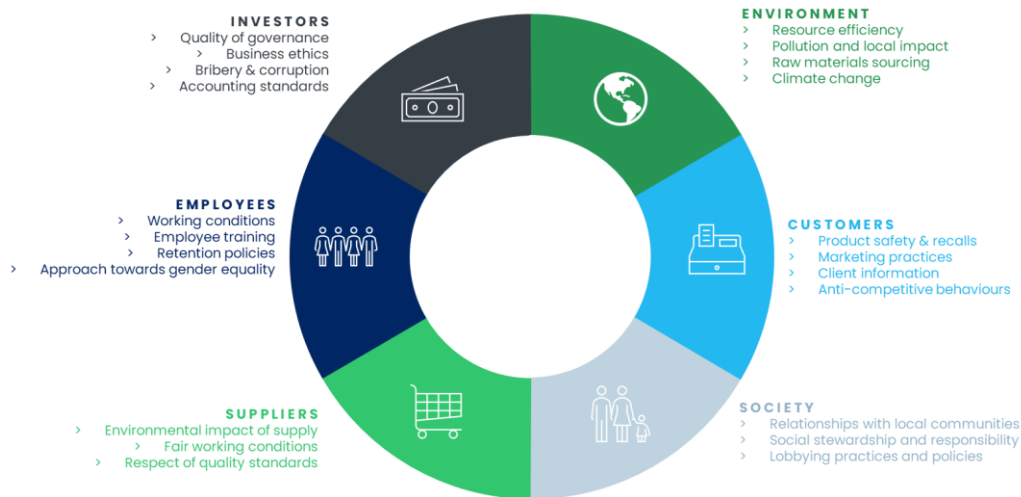 INVESTORS
> Quality of governance
> Business ethics
> Bribery & corruption
> Accounting standards
ENVIRONMENT
> Resource efficiency
> Pollution and local impact
> Raw materials sourcing
> Climate change
EMPLOYEES
> Working conditions
> Employee training
> Retention policies
> Approach towards gender equality
CUSTOMERS
> Product safety & recalls
> Marketing practices
> Client information
> Anti-competitive behaviours
SUPPLIERS
> Environmental impact of supply
> Fair working conditions
> Respect of quality standards
SOCIETY
> Relationships with local communities
> Social stewardship and responsibility
> Lobbying practices and policies